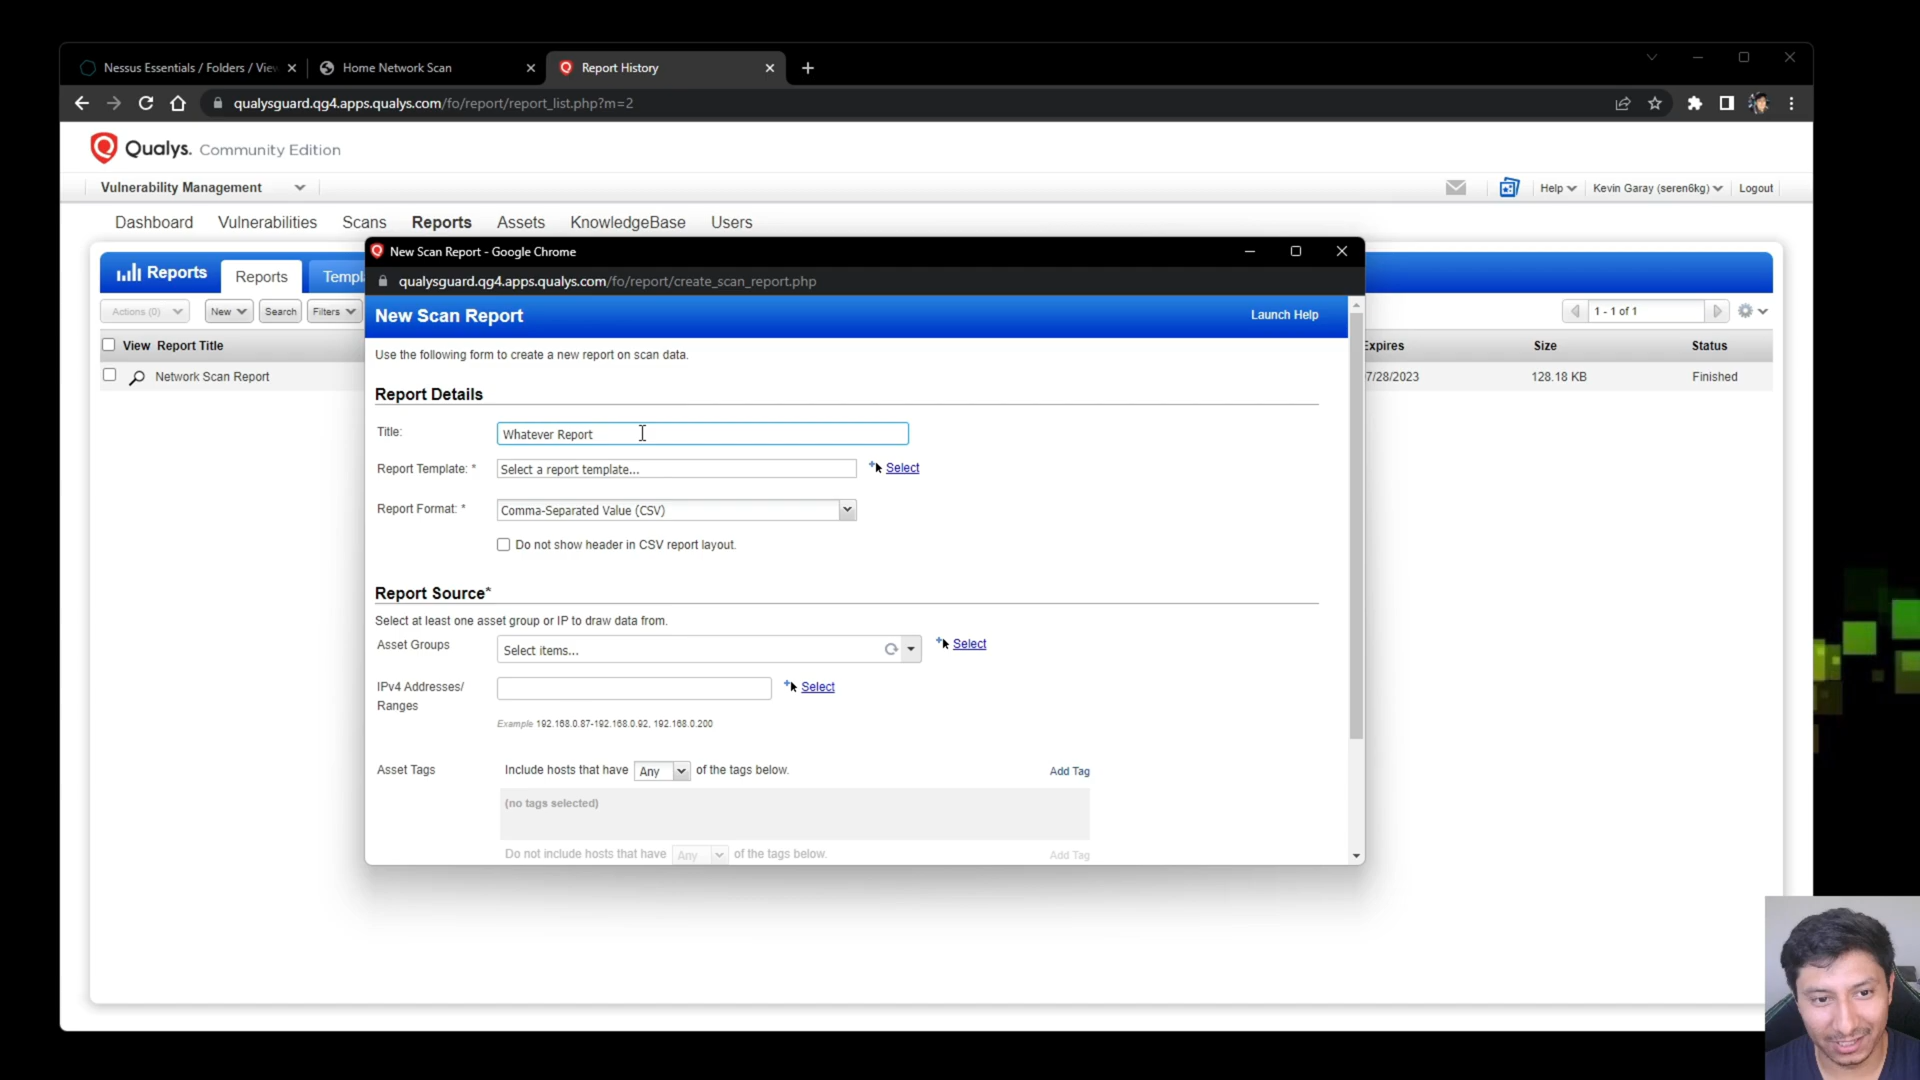 Nessus Essentials / Folders / View
Home Network Scan
Report History
qualysguard.qg4.apps.qualys.com/fo/report/report_list.php?m=2
Qualys. Community Edition
Vulnerability Management
Help
Kevin Garay (seren6kg)
Logout
Dashboard Vulnerabilities Scans Reports Assets KnowledgeBase Users
New Scan Report - Google Chrome
Reports Reports Templ
qualysguard.qg4.apps.qualys.com/fo/report/create_scan_report.php
Actions (0) New Search Filters
1 - 1 of 1
New Scan Report
Launch Help
View Report Title
Expires Size Status
Use the following form to create a new report on scan data.
Network Scan Report
7/28/2023 128.18 KB Finished
Report Details
Title: Whatever Report
Report Template: * Select a report template... Select
Report Format: * Comma-Separated Value (CSV)
Do not show header in CSV report layout.
Report Source*
Select at least one asset group or IP to draw data from.
Asset Groups Select items... Select
IPv4 Addresses/
Ranges
Select
Example 192.168.0.87-192.168.0.92, 192.168.0.200
Asset Tags Include hosts that have Any of the tags below. Add Tag
(no tags selected)
Do not include hosts that have Any of the tags below. Add Tag